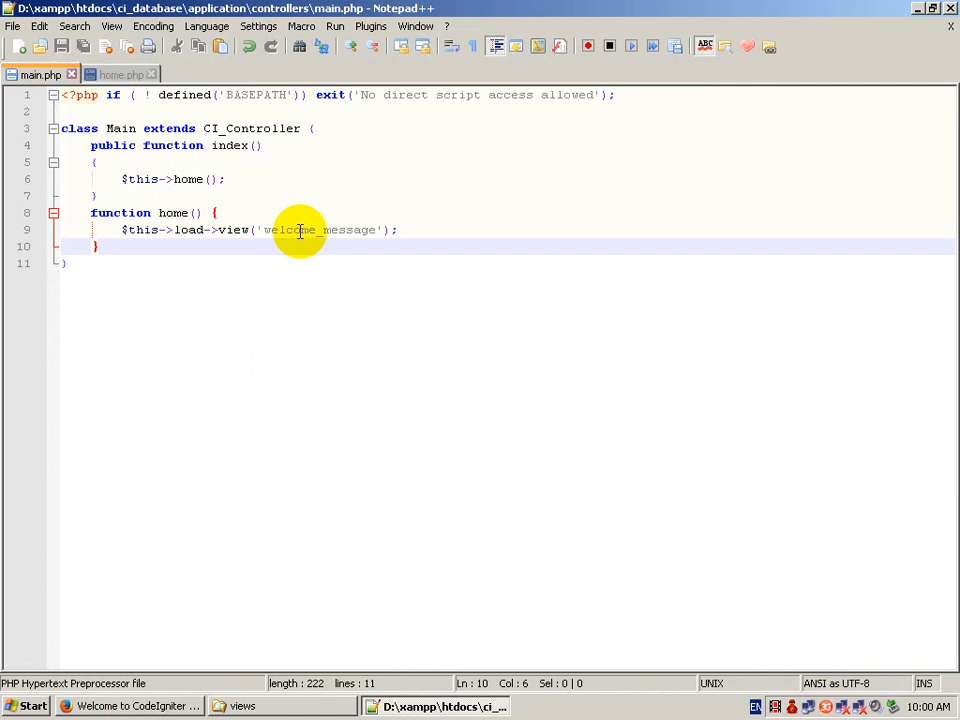 D:\xampp\htdocs\ci_database\application\controllers\main.php - Notepad++
File Edit Search View Encoding Language Settings Macro Run Plugins Window ? X
main.php home.php
1 <?php if ( ! defined('BASEPATH')) exit('No direct script access allowed');
2
3 class Main extends CI_Controller {
4 public function index()
5 {
6 $this->home();
7 }
8 function home() {
9 $this->load->view('welcome_message');
10 }
11 }
PHP Hypertext Preprocessor file length : 222 lines : 11 Ln : 10 Col : 6 Sel : 0 | 0 UNIX ANSI as UTF-8 INS
Start Welcome to CodeIgniter ... views D:\xampp\htdocs\ci_... EN 10:00 AM